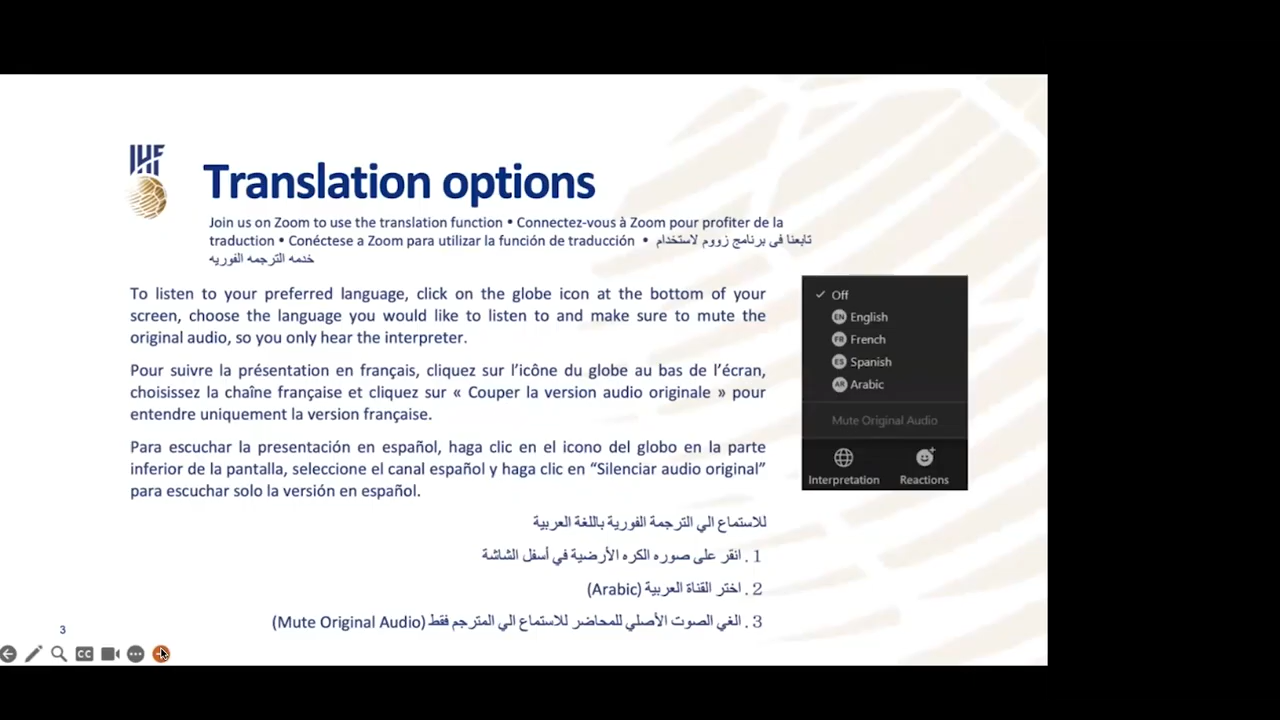 IHF
Translation options
Join us on Zoom to use the translation function • Connectez-vous à Zoom pour profiter de la
traduction • Conéctese a Zoom para utilizar la función de traducción • تابعنا فى برنامج زووم لاستخدام
خدمه الترجمه الفوريه
To listen to your preferred language, click on the globe icon at the bottom of your
screen, choose the language you would like to listen to and make sure to mute the
original audio, so you only hear the interpreter.
Pour suivre la présentation en français, cliquez sur l’icône du globe au bas de l’écran,
choisissez la chaîne française et cliquez sur « Couper la version audio originale » pour
entendre uniquement la version française.
Para escuchar la presentación en español, haga clic en el icono del globo en la parte
inferior de la pantalla, seleccione el canal español y haga clic en “Silenciar audio original”
para escuchar solo la versión en español.
للاستماع الي الترجمة الفورية باللغة العربية
1. انقر على صوره الكره الأرضية في أسفل الشاشة
2. اختر القناة العربية (Arabic)
3. الغي الصوت الأصلي للمحاضر للاستماع الي المترجم فقط (Mute Original Audio)
Off
EN English
FR French
ES Spanish
AR Arabic
Mute Original Audio
Interpretation
Reactions
3
CC